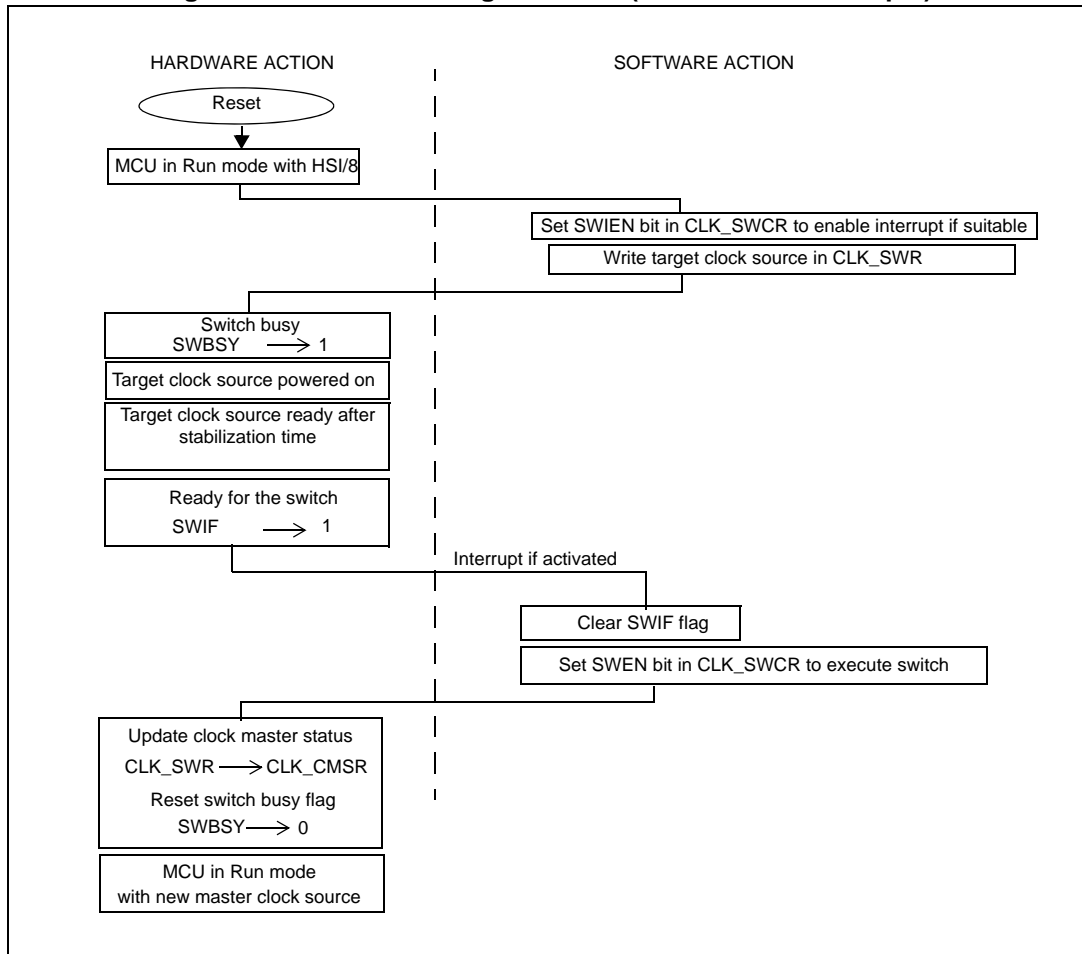 HARDWARE ACTION
SOFTWARE ACTION
Reset
MCU in Run mode with HSI/8
Set SWIEN bit in CLK_SWCR to enable interrupt if suitable
Write target clock source in CLK_SWR
Switch busy
SWBSY → 1
Target clock source powered on
Target clock source ready after
stabilization time
Ready for the switch
SWIF → 1
Interrupt if activated
Clear SWIF flag
Set SWEN bit in CLK_SWCR to execute switch
Update clock master status
CLK_SWR → CLK_CMSR
Reset switch busy flag
SWBSY → 0
MCU in Run mode
with new master clock source